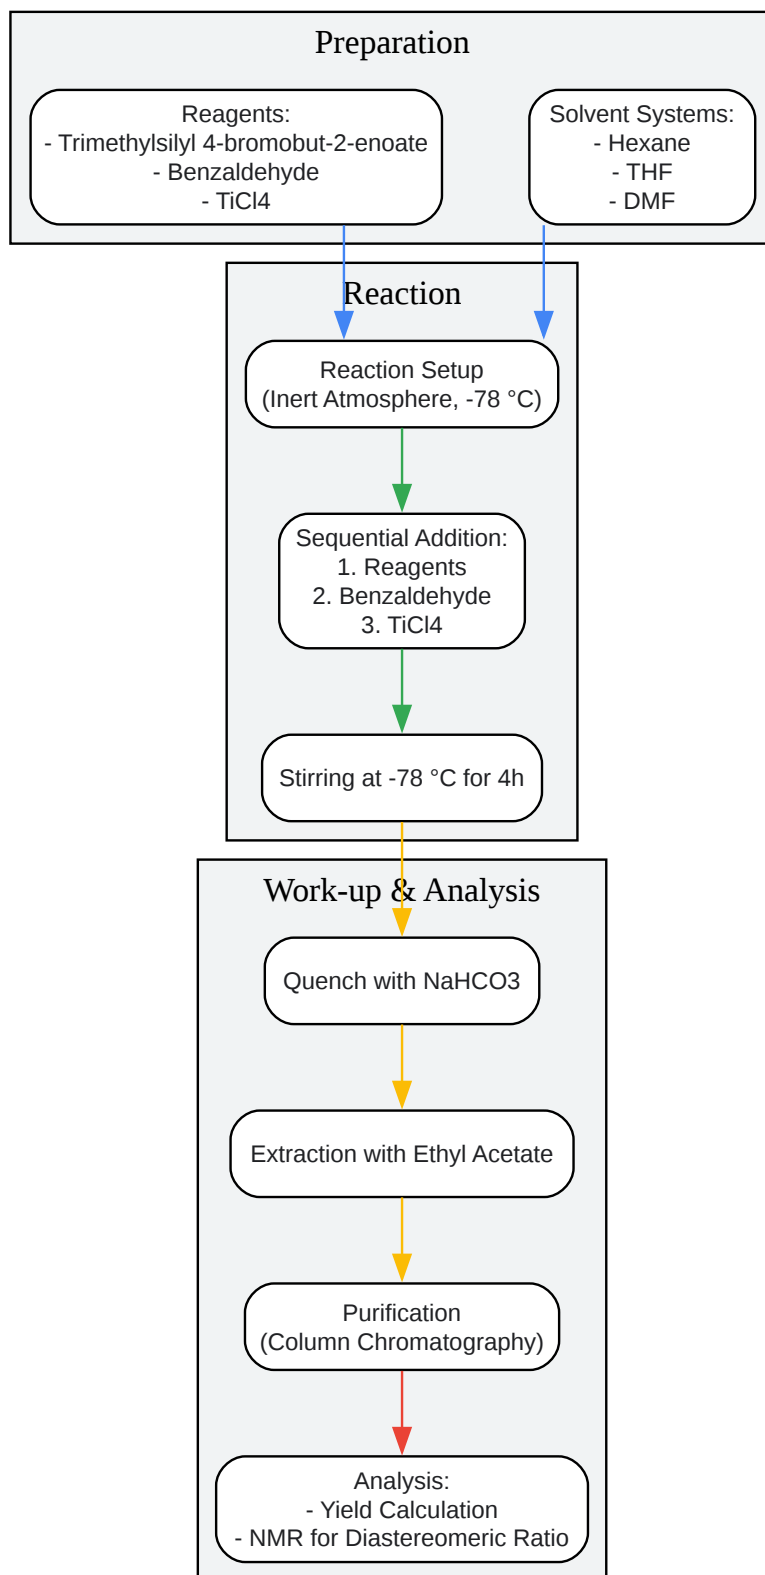 Preparation
Reagents:
- Trimethylsilyl 4-bromobut-2-enoate
- Benzaldehyde
- TiCl4
Solvent Systems:
- Hexane
- THF
- DMF
Reaction
Reaction Setup
(Inert Atmosphere, -78 °C)
Sequential Addition:
1. Reagents
2. Benzaldehyde
3. TiCl4
Stirring at -78 °C for 4h
Work-up & Analysis
Quench with NaHCO3
Extraction with Ethyl Acetate
Purification
(Column Chromatography)
Analysis:
- Yield Calculation
- NMR for Diastereomeric Ratio